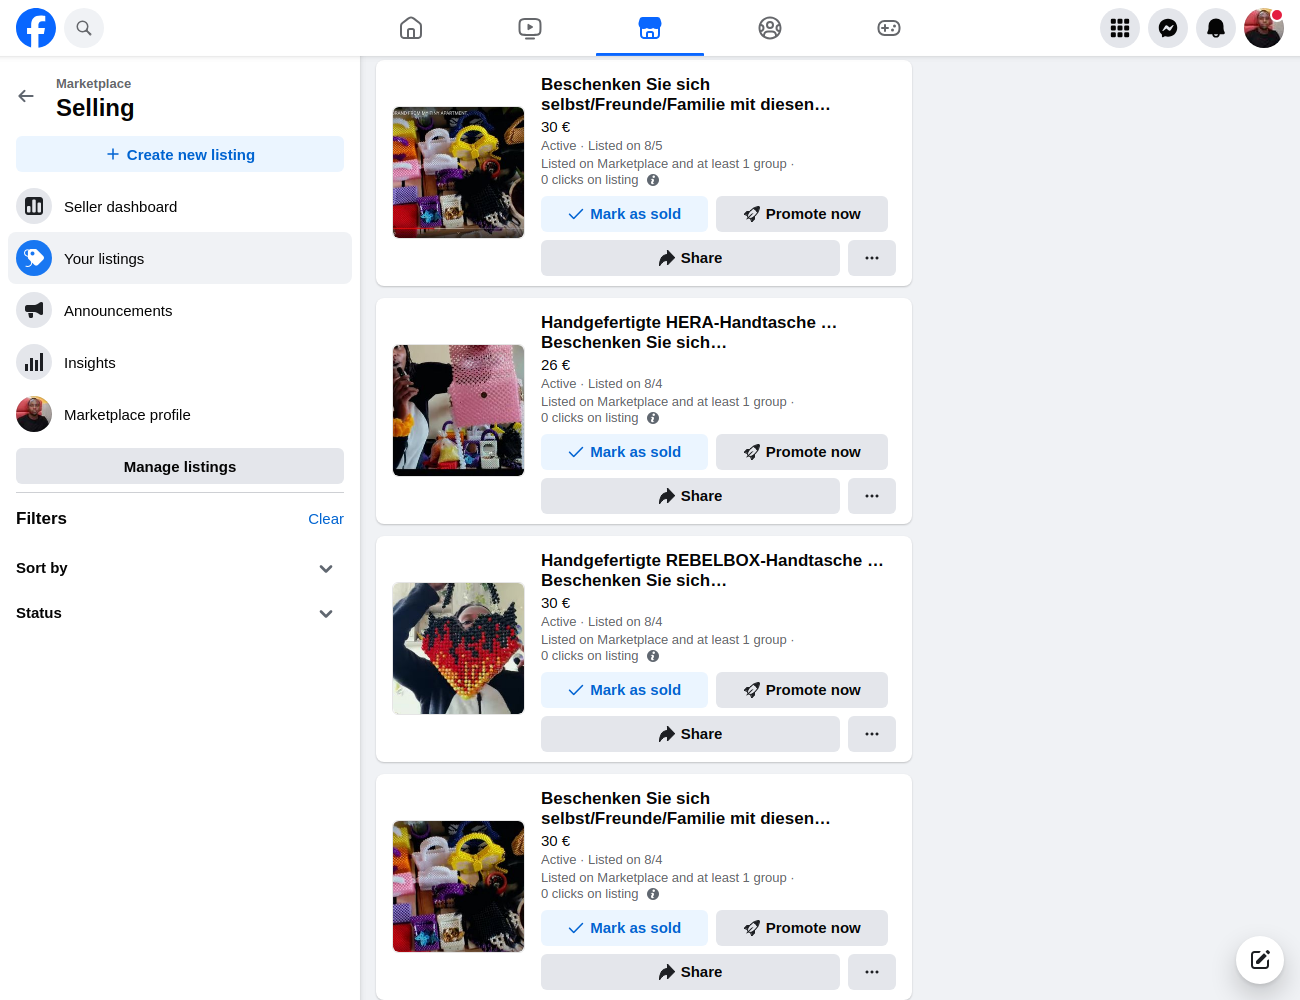 Marketplace
Selling
Create new listing
Seller dashboard
Your listings
Announcements
Insights
Marketplace profile
Manage listings
Filters
Clear
Sort by
Status
Beschenken Sie sich
selbst/Freunde/Familie mit diesen…
30 €
Active · Listed on 8/5
Listed on Marketplace and at least 1 group ·
0 clicks on listing
Mark as sold
Promote now
Share
Handgefertigte HERA-Handtasche …
Beschenken Sie sich…
26 €
Active · Listed on 8/4
Listed on Marketplace and at least 1 group ·
0 clicks on listing
Mark as sold
Promote now
Share
Handgefertigte REBELBOX-Handtasche …
Beschenken Sie sich…
30 €
Active · Listed on 8/4
Listed on Marketplace and at least 1 group ·
0 clicks on listing
Mark as sold
Promote now
Share
Beschenken Sie sich
selbst/Freunde/Familie mit diesen…
30 €
Active · Listed on 8/4
Listed on Marketplace and at least 1 group ·
0 clicks on listing
Mark as sold
Promote now
Share